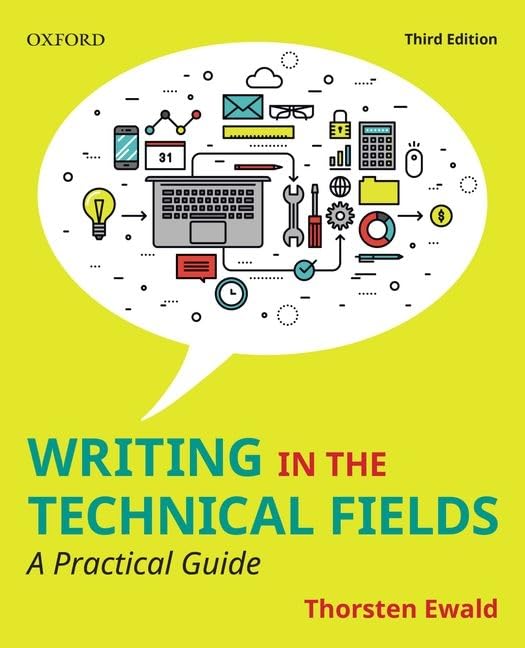 OXFORD
Third Edition
31
$
WRITING IN THE
TECHNICAL FIELDS
A Practical Guide
Thorsten Ewald